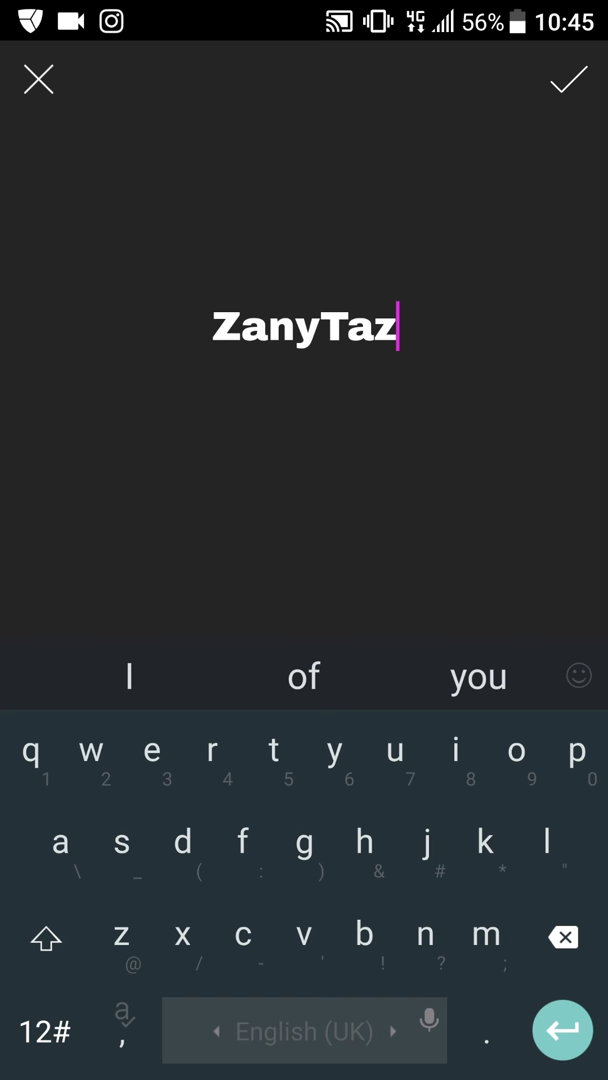 4G 56% 10:45
ZanyTaz
I of you
q w e r t y u i o p
1 2 3 4 5 6 7 8 9 0
a s d f g h j k l
\ _ ( : ) & # * "
z x c v b n m
@ / - ' ! ? ;
12# a , English (UK) .